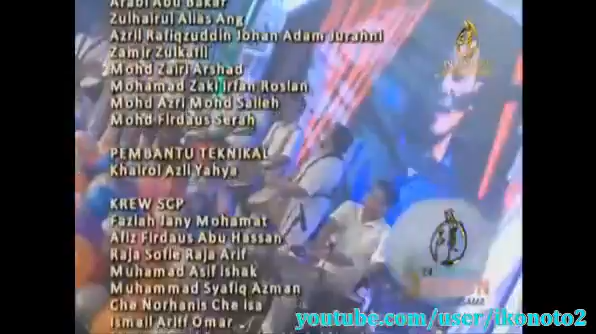 Arabi Abu Bakar
Zulhairul Alias Ang
Azril Rafiqzuddin Johan Adam Jurahni
Zamir Zulkafli
Mohd Zairi Arshad
Mohamad Zaki Irfan Roslan
Mohd Azri Mohd Salleh
Mohd Firdaus Serah
PEMBANTU TEKNIKAL
Khairol Azli Yahya
KREW SCP
Faziah Jany Mohamat
Afiz Firdaus Abu Hassan
Raja Sofie Raja Arif
Muhamad Asif Ishak
Muhammad Syafiq Azman
Che Norhanis Che Isa
Ismail Ariff Omar
youtube.com/user/ikonoto2